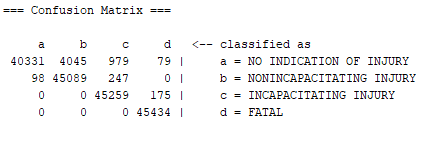 === Confusion Matrix ===
a b c d <-- classified as
40331 4045 979 79 | a = NO INDICATION OF INJURY
98 45089 247 0 | b = NONINCAPACITATING INJURY
0 0 45259 175 | c = INCAPACITATING INJURY
0 0 0 45434 | d = FATAL